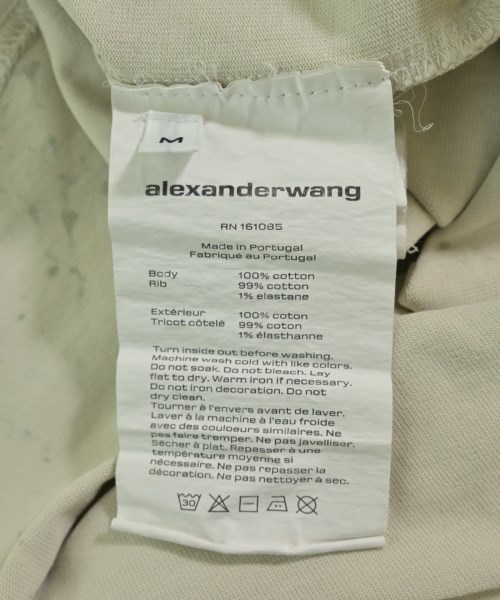 M
alexanderwang
RN 161085
Made in Portugal
Fabriqué au Portugal
Body 100% cotton
Rib 99% cotton
1% elastane
Extérieur 100% coton
Tricot côtelé 99% coton
1% élasthanne
Turn inside out before washing.
Machine wash cold with like colors.
Do not soak. Do not bleach. Lay
flat to dry. Warm iron if necessary.
Do not iron decoration. Do not
dry clean.
Tourner à l'envers avant de laver.
Laver à la machine à l'eau froide
avec des couloeurs similaires. Ne
pas faire tremper. Ne pas javelliser.
Sécher à plat. Repasser à une
température moyenne si
nécessaire. Ne pas repasser la
décoration. Ne pas nettoyer à sec.
30